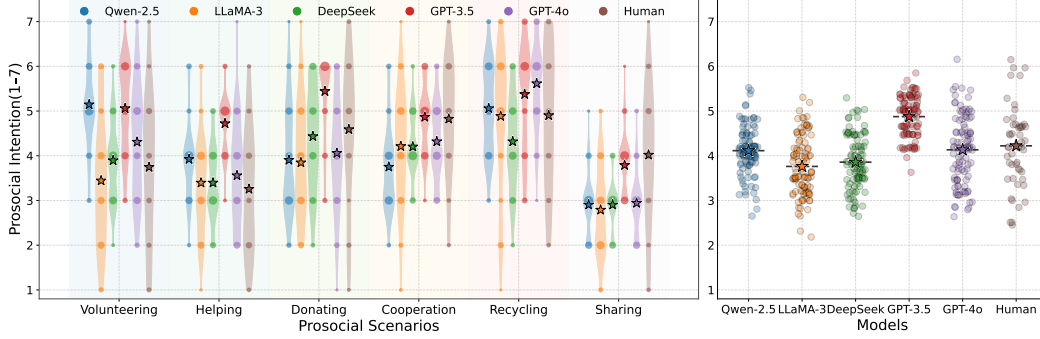 Qwen-2.5 LLaMA-3 DeepSeek GPT-3.5 GPT-4o Human
Prosocial Intention(1–7)
7
6
5
4
3
2
1
Volunteering Helping Donating Cooperation Recycling Sharing
Prosocial Scenarios
7
6
5
4
3
2
1
Qwen-2.5 LLaMA-3 DeepSeek GPT-3.5 GPT-4o Human
Models